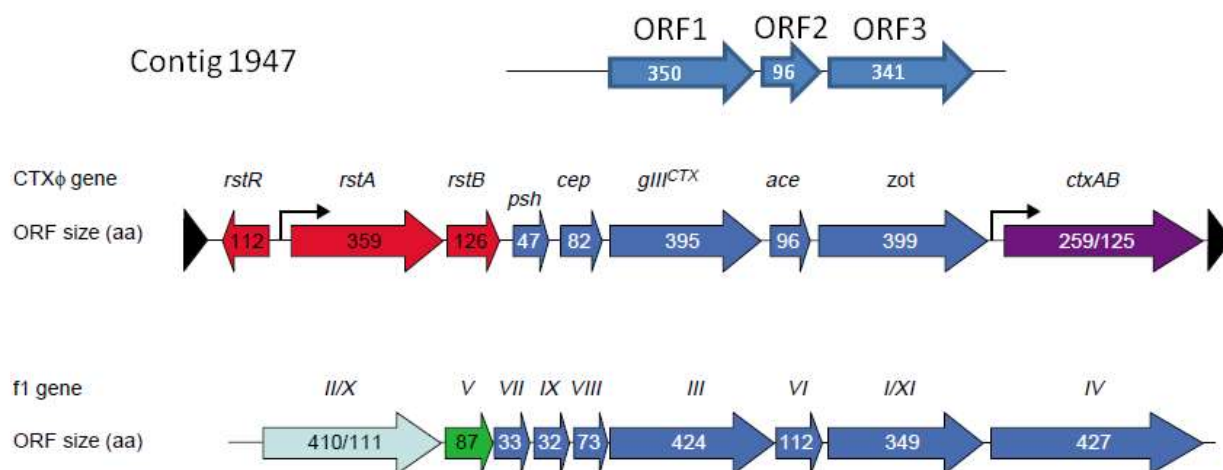 ORF1 ORF2 ORF3
Contig 1947
350 96 341
CTXϕ gene rstR rstA rstB psh cep gIII^CTX ace zot ctxAB
ORF size (aa) 112 359 126 47 82 395 96 399 259/125
f1 gene II/X V VII IX VIII III VI I/XI IV
ORF size (aa) 410/111 87 33 32 73 424 112 349 427